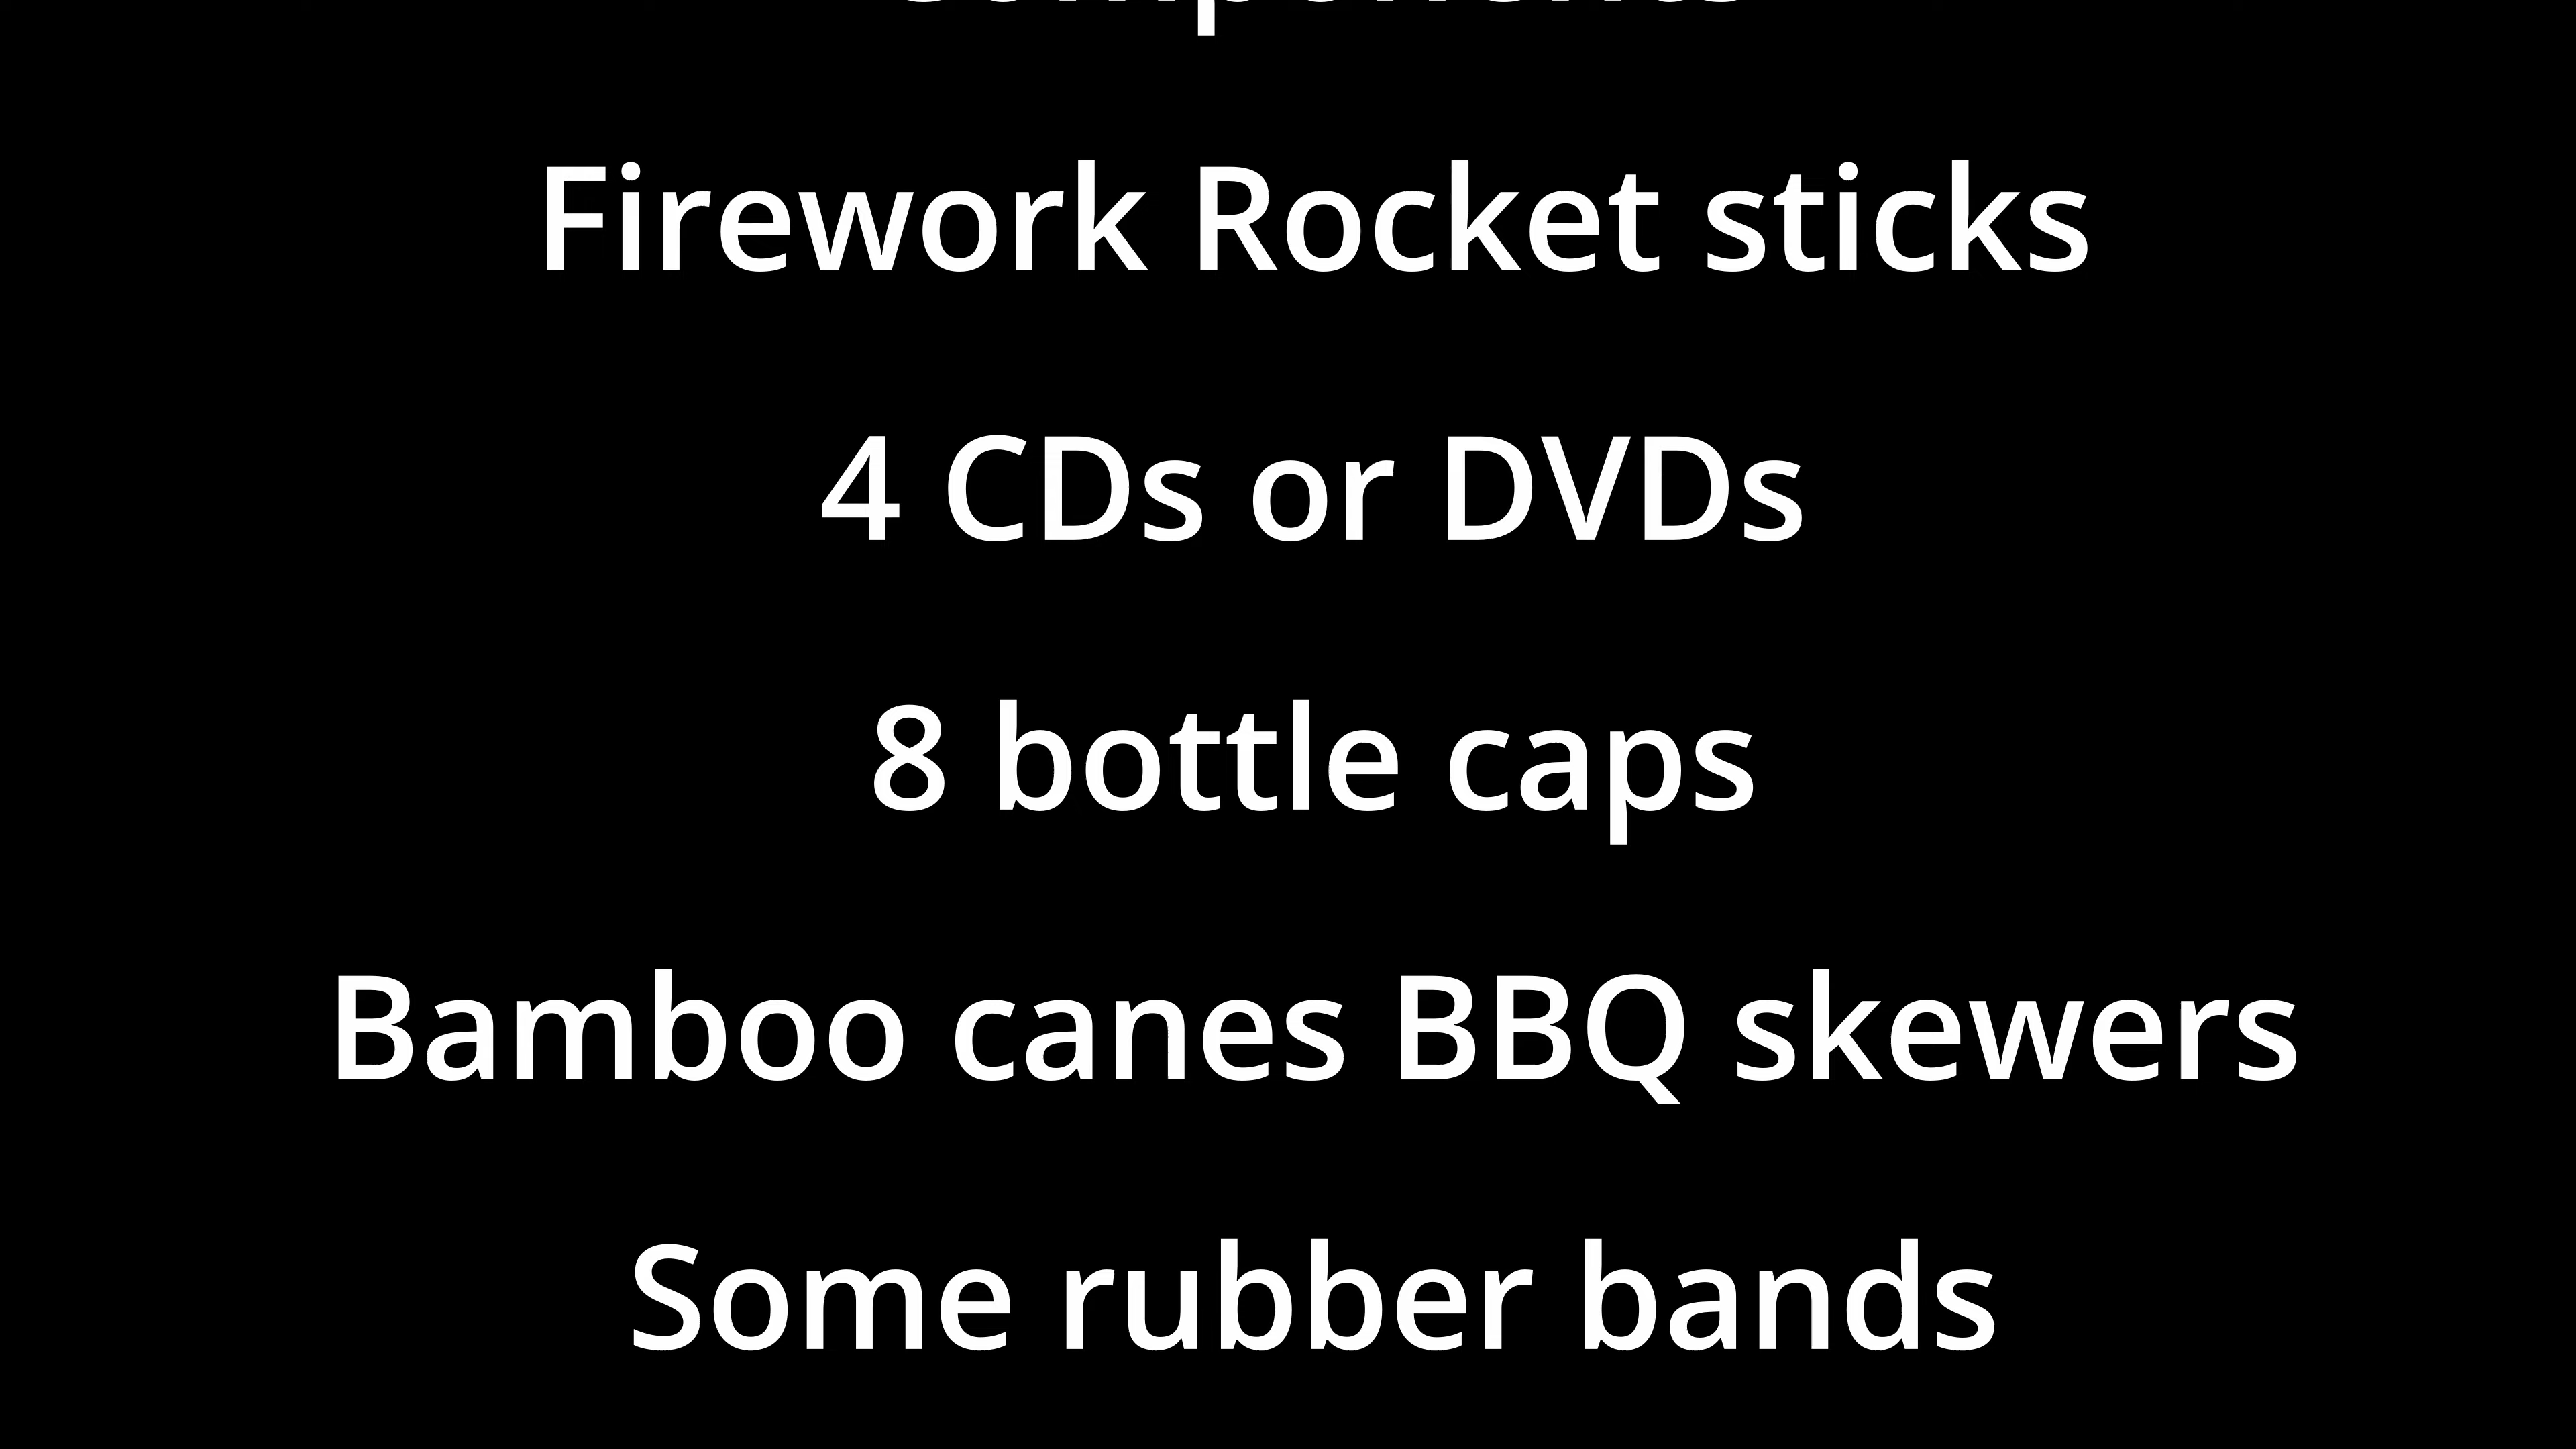 Firework Rocket sticks
4 CDs or DVDs
8 bottle caps
Bamboo canes BBQ skewers
Some rubber bands